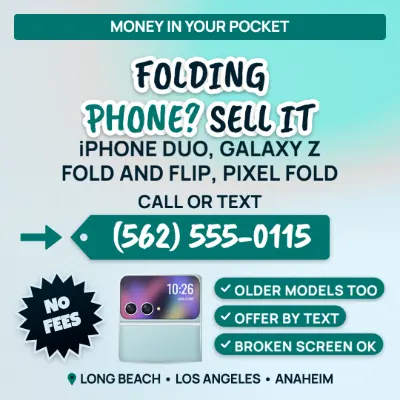 MONEY IN YOUR POCKET
FOLDING
PHONE? SELL IT
iPHONE DUO, GALAXY Z
FOLD AND FLIP, PIXEL FOLD
CALL OR TEXT
(562) 555-0115
NO
FEES
10:26
OLDER MODELS TOO
OFFER BY TEXT
BROKEN SCREEN OK
LONG BEACH • LOS ANGELES • ANAHEIM